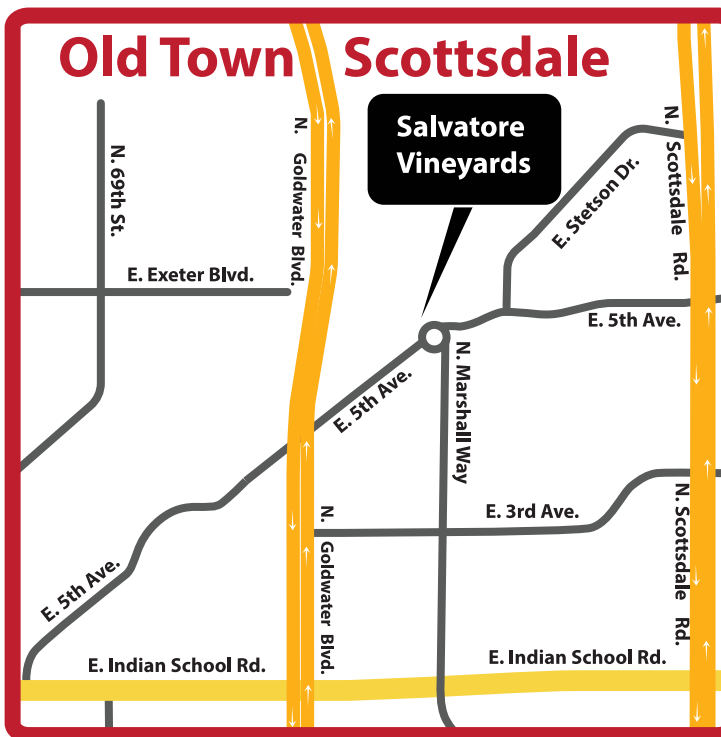 Old Town Scottsdale
Salvatore
Vineyards
N. 69th St.
N. Goldwater Blvd.
N. Scottsdale Rd.
E. Stetson Dr.
E. Exeter Blvd.
E. 5th Ave.
E. 5th Ave.
N. Marshall Way
E. 3rd Ave.
N. Goldwater Blvd.
N. Scottsdale Rd.
E. 5th Ave.
E. Indian School Rd.
E. Indian School Rd.